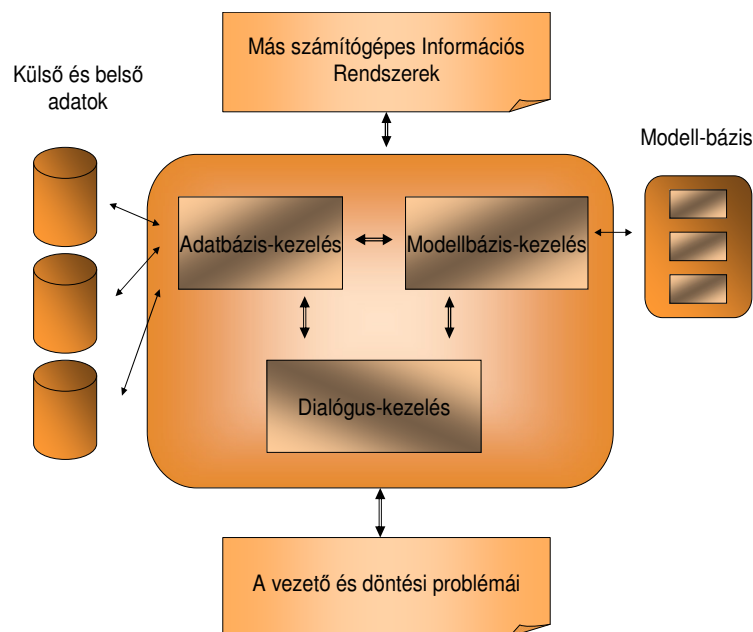 Más számítógépes Információs
Rendszerek
Külső és belső
adatok
Modell-bázis
Adatbázis-kezelés
Modellbázis-kezelés
Dialógus-kezelés
A vezető és döntési problémái